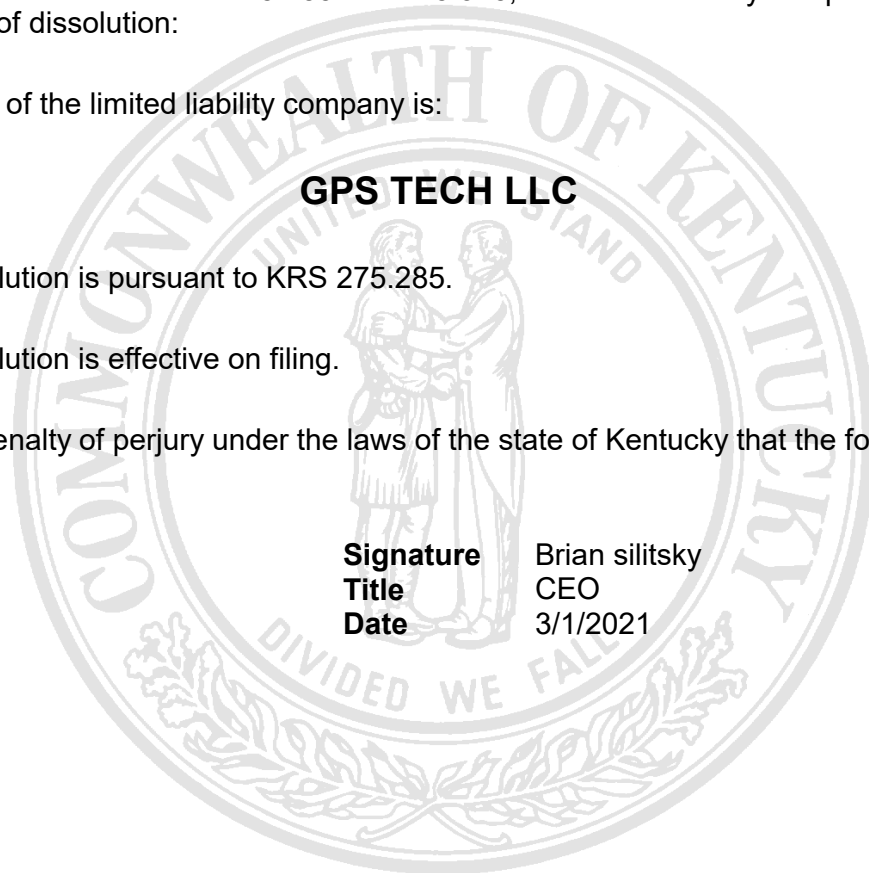 of dissolution:
of the limited liability company is:
GPS TECH LLC
lution is pursuant to KRS 275.285.
lution is effective on filing.
enalty of perjury under the laws of the state of Kentucky that the fo
Signature Brian silitsky
Title CEO
Date 3/1/2021
COMMONWEALTH OF KENTUCKY
UNITED WE STAND
DIVIDED WE FALL